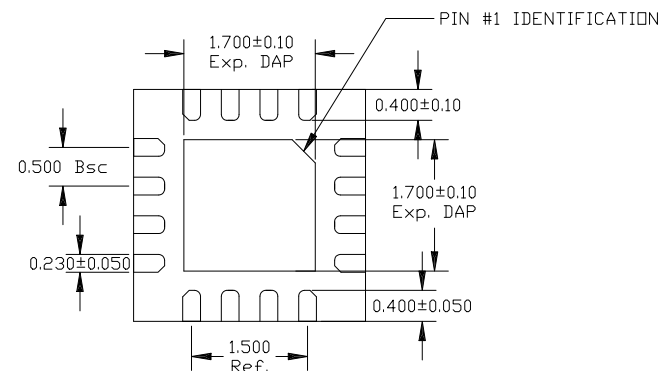 PIN #1 IDENTIFICATION
1.700±0.10
Exp. DAP
0.400±0.10
0.500 Bsc
1.700±0.10
Exp. DAP
0.230±0.050
0.400±0.050
1.500
Ref.